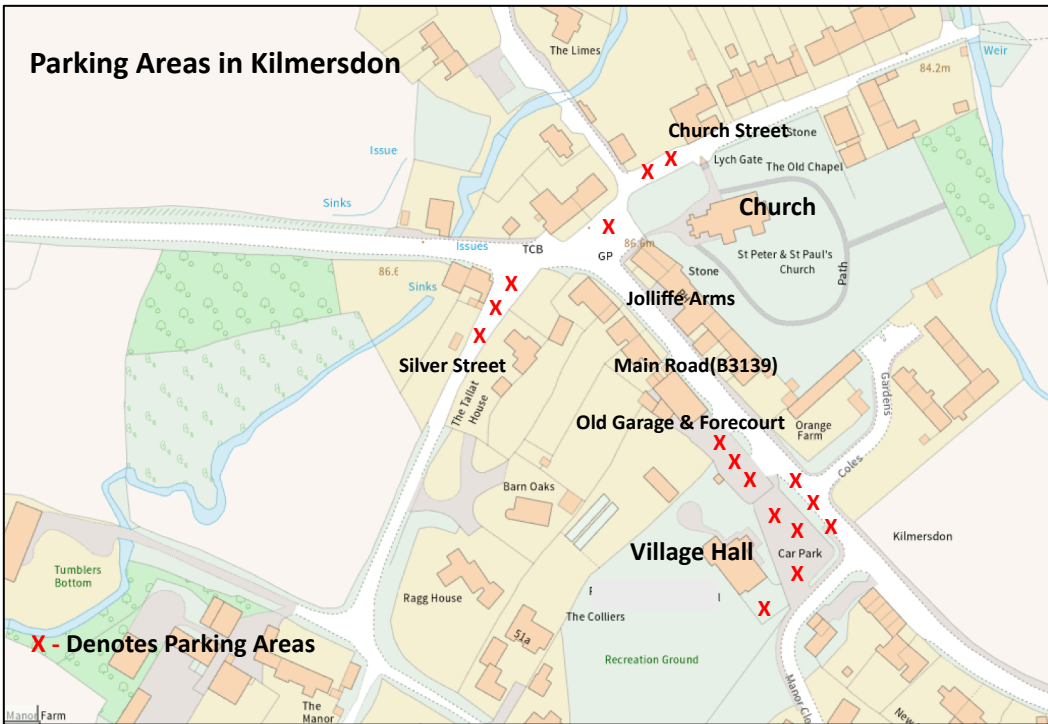 Parking Areas in Kilmersdon
The Limes
Weir
84.2m
Church Street
Stone
Issue
Lych Gate
The Old Chapel
X
X
Sinks
Church
X
Issues
TCB
GP
86.6m
St Peter & St Paul's
Church
Path
86.6
Stone
Sinks
X
X
X
Jolliffe Arms
Silver Street
Main Road(B3139)
The Tallat
House
Gardens
Old Garage & Forecourt
Orange
Farm
X
X
X
X
Coles
Barn Oaks
X
X
X
X
Kilmersdon
Village Hall
Car Park
X
Tumblers
Bottom
Ragg House
X
The Colliers
51a
X - Denotes Parking Areas
Recreation Ground
Manor Clo
Manor Farm
The
Manor
New